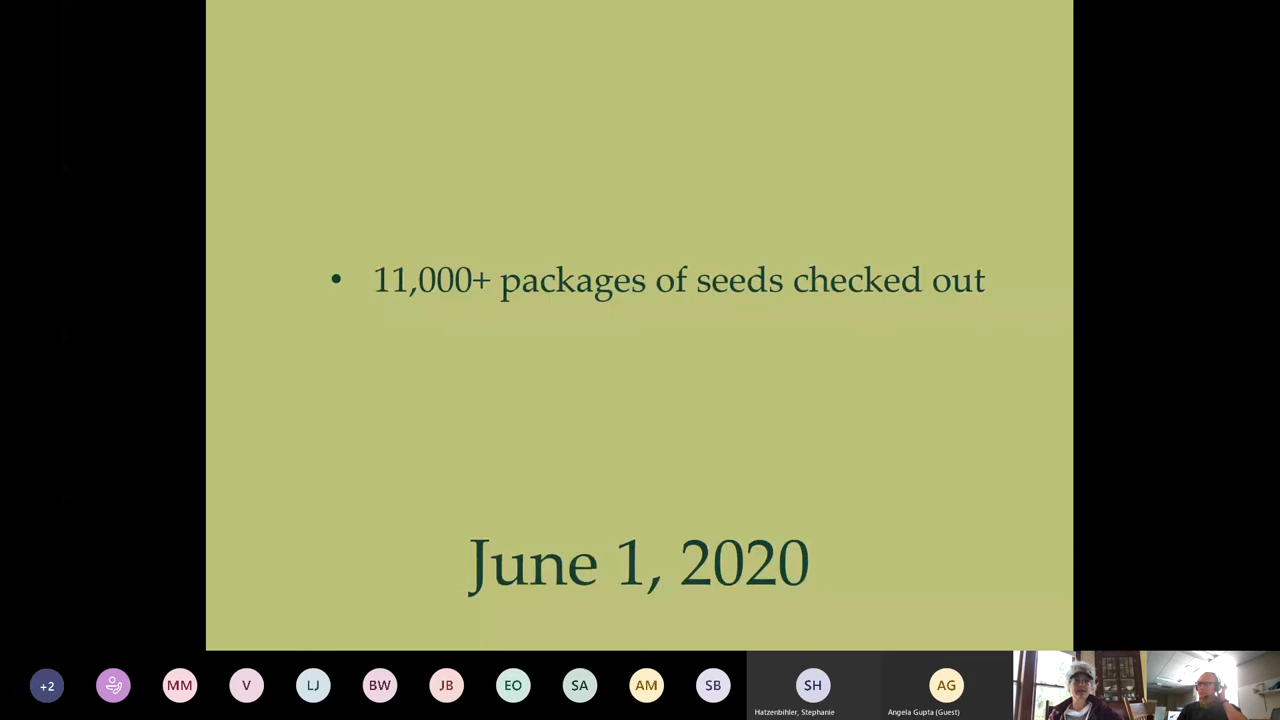 • 11,000+ packages of seeds checked out
June 1, 2020
+2 MM V LJ BW JB EO SA AM SB SH AG
Hatzenbihler, Stephanie Angela Gupta (Guest)